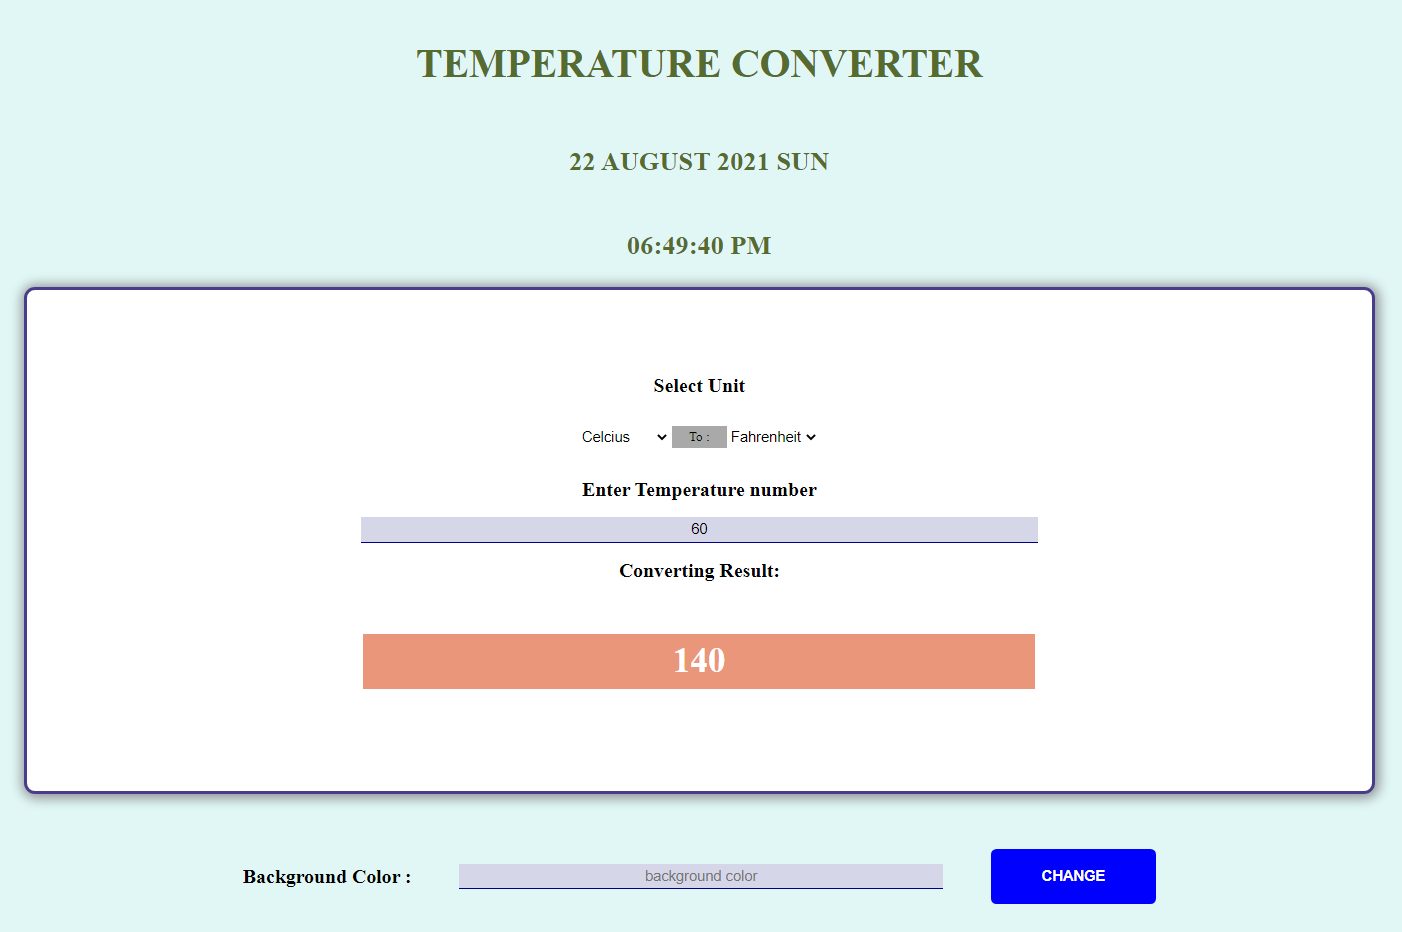 TEMPERATURE CONVERTER
22 AUGUST 2021 SUN
06:49:40 PM
Select Unit
Celcius To : Fahrenheit
Enter Temperature number
60
Converting Result:
140
Background Color : background color CHANGE